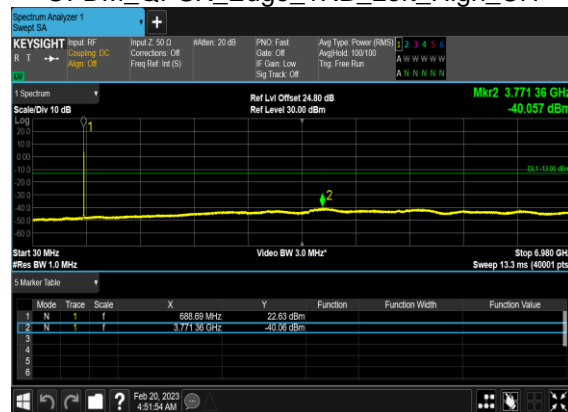 Spectrum Analyzer 1
Swept SA
KEYSIGHT Input: RF
R T
Coupling: DC
Align: Off
Input Z: 50 Ω
Corrections: Off
Freq Ref: Int (S)
#Atten: 20 dB
PNO: Fast
Gate: Off
IF Gain: Low
Sig Track: Off
Avg Type: Power (RMS)
Avg|Hold: 100/100
Trig: Free Run
1 2 3 4 5 6
A W W W W W
A N N N N N
1 Spectrum
Scale/Div 10 dB
Ref Lvl Offset 24.80 dB
Ref Level 30.00 dBm
Mkr2 3.771 36 GHz
-40.057 dBm
Log
20.0
10.0
0.00
-10.0
-20.0
-30.0
-40.0
-50.0
-60.0
1
2
DL1 -13.00 dBm
Start 30 MHz
#Res BW 1.0 MHz
Video BW 3.0 MHz*
Stop 6.980 GHz
Sweep 13.3 ms (40001 pts)
5 Marker Table
Mode Trace Scale X Y Function Function Width Function Value
1 N 1 f 688.69 MHz 22.63 dBm
2 N 1 f 3.771 36 GHz -40.06 dBm
3
4
5
6
?
Feb 20, 2023
4:51:54 AM